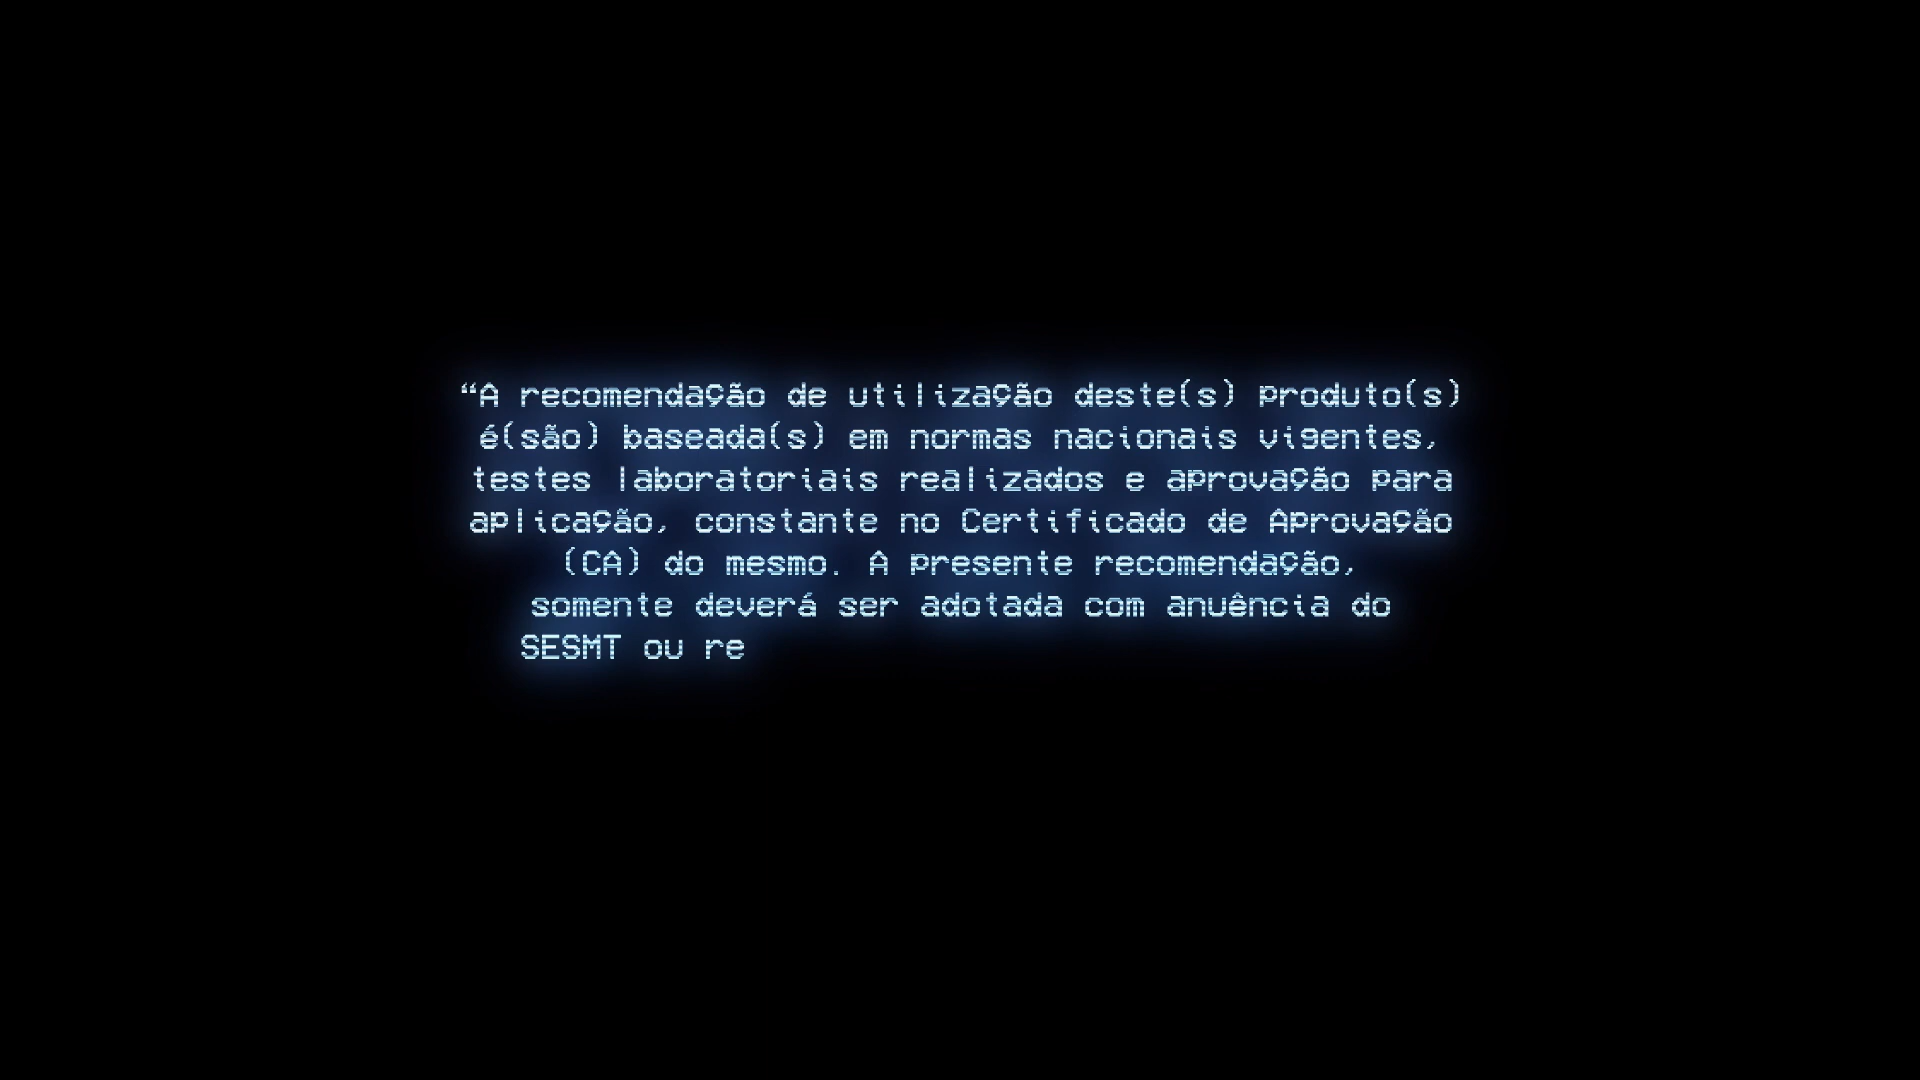 “A recomendação de utilização deste(s) produto(s)
é(são) baseada(s) em normas nacionais vigentes,
testes laboratoriais realizados e aprovação para
aplicação, constante no Certificado de Aprovação
(CA) do mesmo. A presente recomendação,
somente deverá ser adotada com anuência do
SESMT ou re